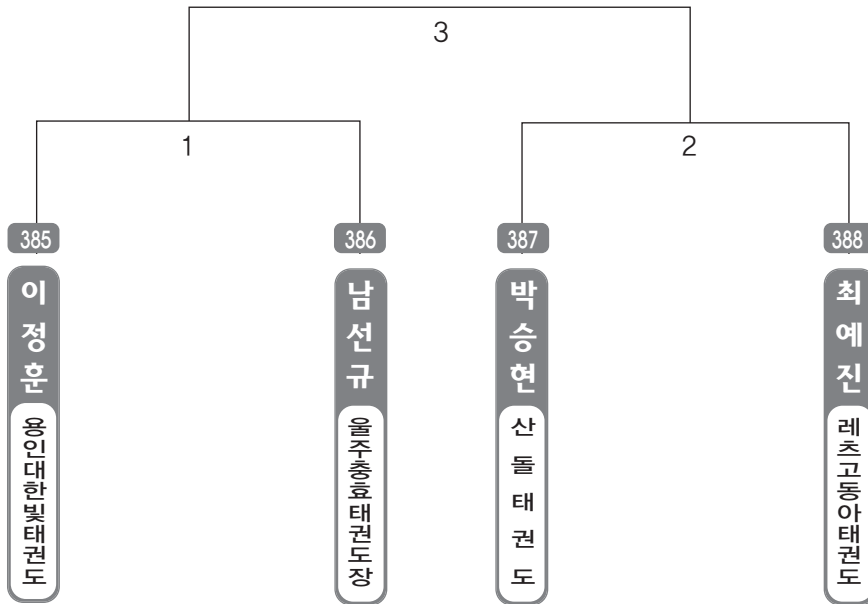 3
1
2
385
386
387
388
이정훈
남선규
박승현
최예진
용인대한빛태권도
울주충효태권도장
산돌태권도
레츠고동아태권도